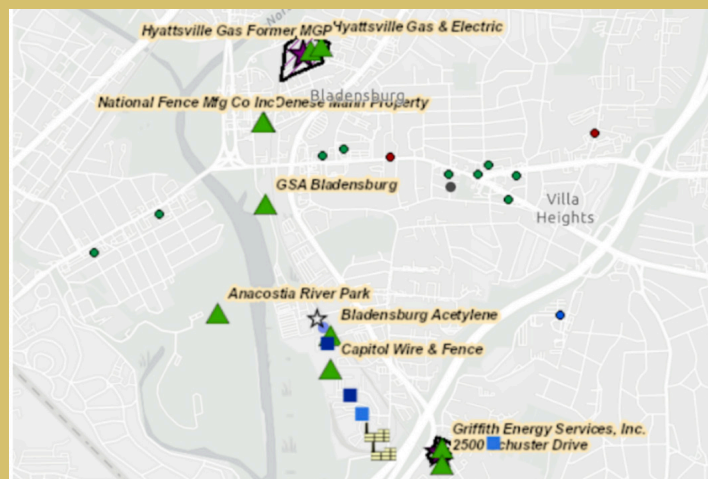 Hyattsville Gas Former MGP Hyattsville Gas & Electric
Bladensburg
National Fence Mfg Co Inc Denese Mann Property
GSA Bladensburg
Villa
Heights
Anacostia River Park
Bladensburg Acetylene
Capitol Wire & Fence
Griffith Energy Services, Inc.
2500 Schuster Drive